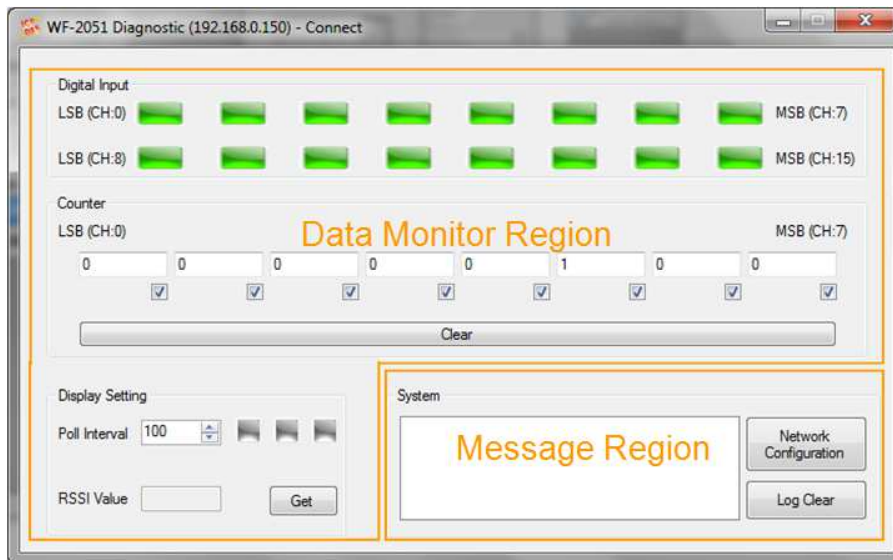 WF-2051 Diagnostic (192.168.0.150) - Connect
Digital Input
LSB (CH:0) MSB (CH:7)
LSB (CH:8) MSB (CH:15)
Counter
LSB (CH:0) Data Monitor Region MSB (CH:7)
0 0 0 0 0 1 0 0
Clear
Display Setting
Poll Interval 100
RSSI Value Get
System
Message Region
Network Configuration
Log Clear